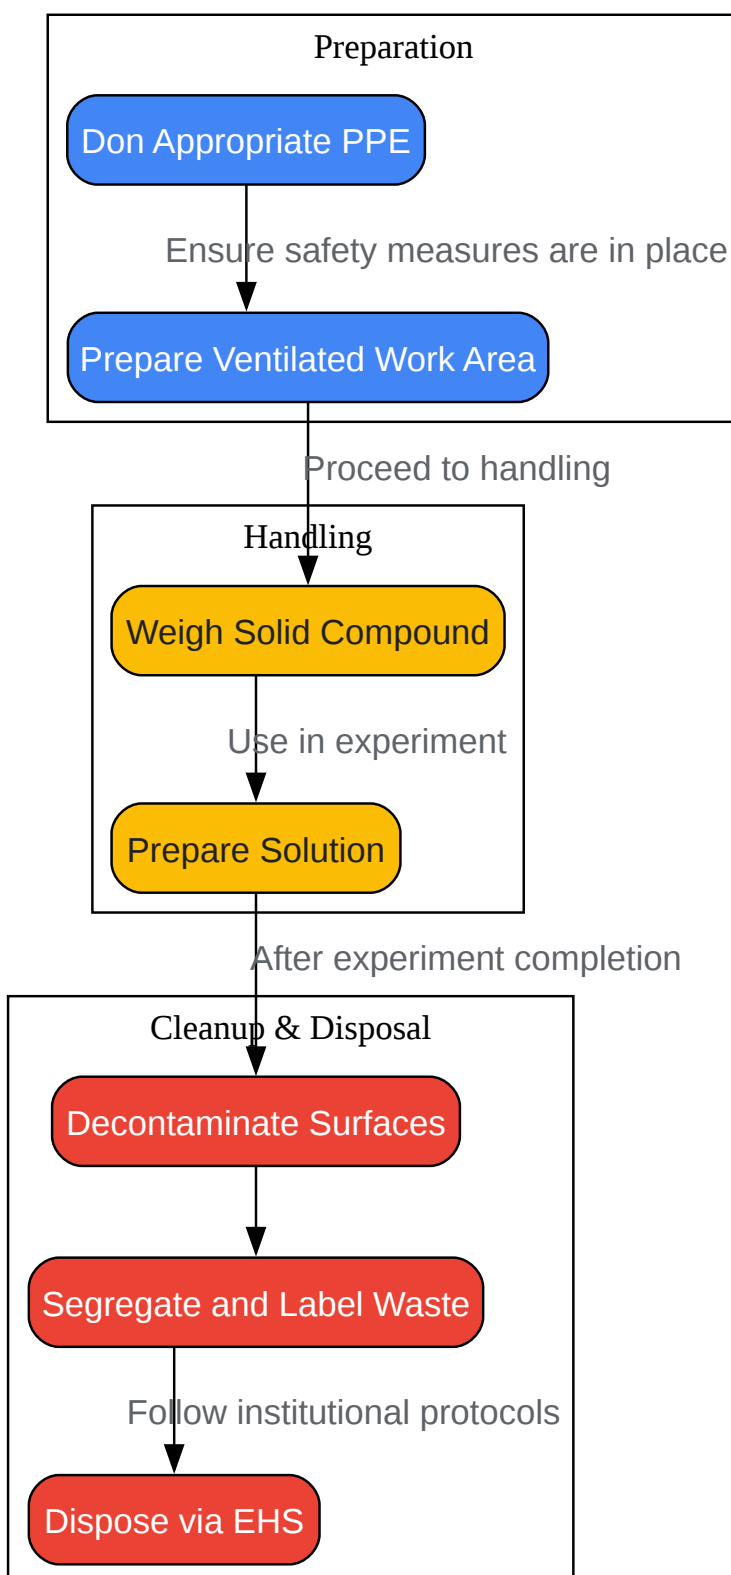 Preparation
Don Appropriate PPE
Ensure safety measures are in place
Prepare Ventilated Work Area
Proceed to handling
Handling
Weigh Solid Compound
Use in experiment
Prepare Solution
After experiment completion
Cleanup & Disposal
Decontaminate Surfaces
Segregate and Label Waste
Follow institutional protocols
Dispose via EHS